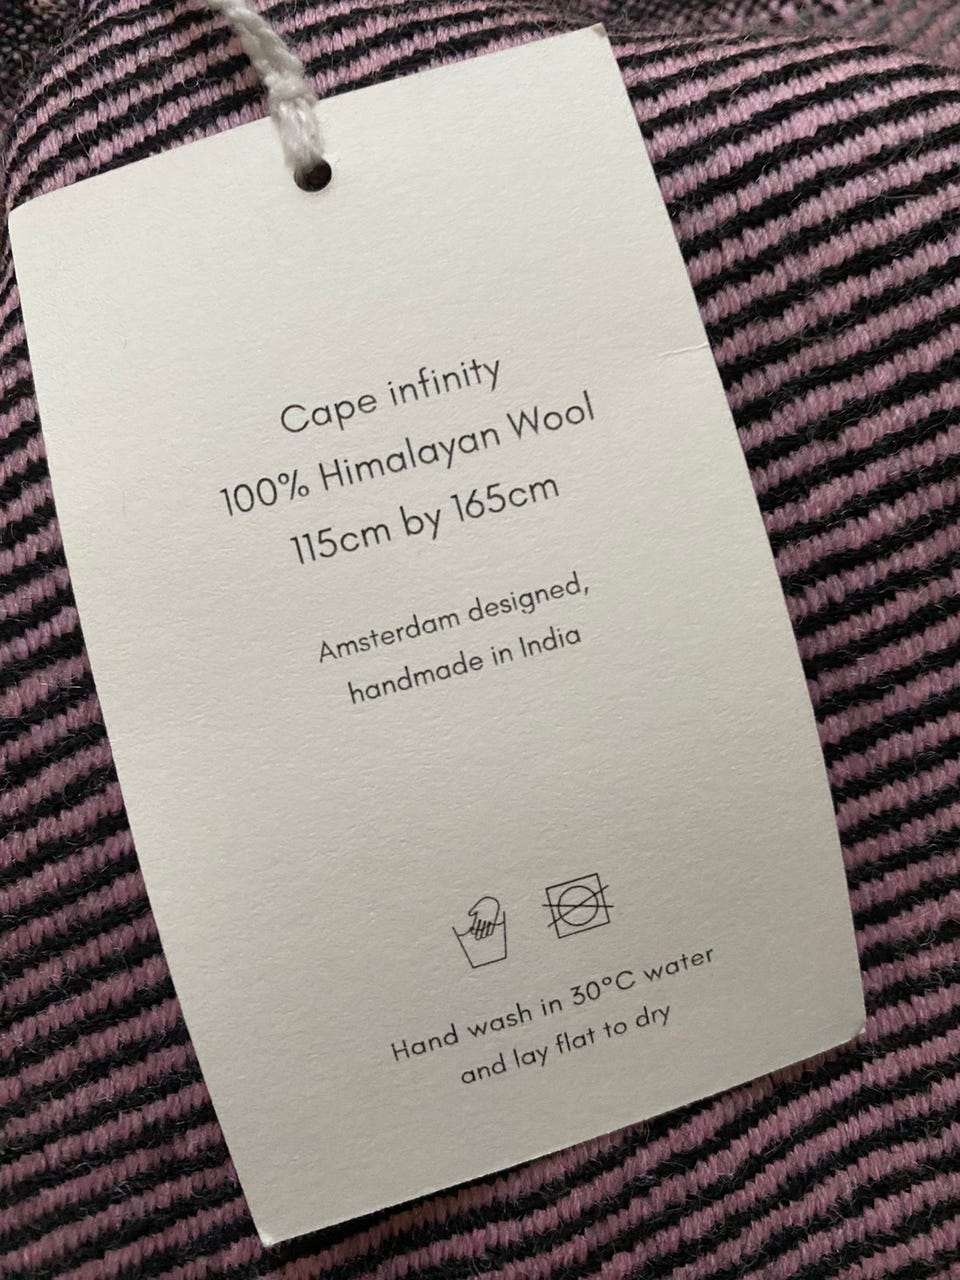 Cape infinity
100% Himalayan Wool
115cm by 165cm
Amsterdam designed,
handmade in India
Hand wash in 30°C water
and lay flat to dry